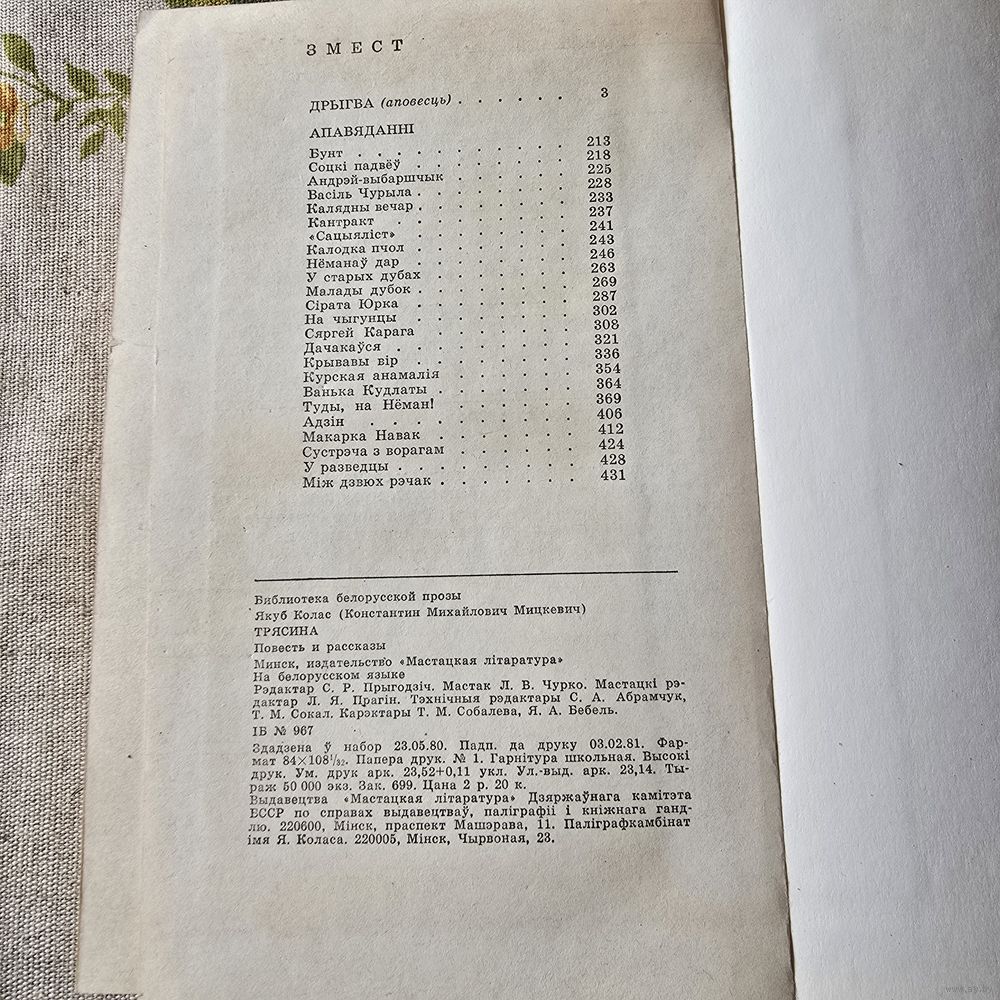 ЗМЕСТ
ДРЫГВА (аповесць) . . . . . . 3
АПАВЯДАННІ
Бунт . . . . . . . . . . . 213
Соцкі падвёў . . . . . . . . 218
Андрэй-выбаршчык . . . . . . 225
Васіль Чурыла . . . . . . . . 228
Калядны вечар . . . . . . . . 233
Кантракт . . . . . . . . . 237
«Сацыяліст» . . . . . . . . 241
Калодка пчол . . . . . . . . 243
Нёманаў дар . . . . . . . . 246
У старых дубах . . . . . . . 263
Малады дубок . . . . . . . . 269
Сірата Юрка . . . . . . . . 287
На чыгунцы . . . . . . . . 302
Сяргей Карага . . . . . . . 308
Дачакаўся . . . . . . . . . 321
Крывавы вір . . . . . . . . 336
Курская анамалія . . . . . . 354
Ванька Кудлаты . . . . . . . 364
Туды, на Нёман! . . . . . . 369
Адзін . . . . . . . . . . 406
Макарка Навак . . . . . . . 412
Сустрэча з ворагам . . . . . . 424
У разведцы . . . . . . . . 428
Між дзвюх рэчак . . . . . . . 431
Библиотека белорусской прозы
Якуб Колас (Константин Михайлович Мицкевич)
ТРЯСИНА
Повесть и рассказы
Минск, издательство «Мастацкая літаратура»
На белорусском языке
Рэдактар С. Р. Прыгодзіч. Мастак Л. В. Чурко. Мастацкі рэ-
дактар Л. Я. Прагін. Тэхнічныя рэдактары С. А. Абрамчук,
Т. М. Сокал. Карэктары Т. М. Собалева, Я. А. Бебель.
ІБ № 967
Здадзена ў набор 23.05.80. Падп. да друку 03.02.81. Фар-
мат 84×108¹/₃₂. Папера друк. № 1. Гарнітура школьная. Высокі
друк. Ум. друк арк. 23,52+0,11 укл. Ул.-выд. арк. 23,14. Ты-
раж 50 000 экз. Зак. 699. Цана 2 р. 20 к.
Выдавецтва «Мастацкая літаратура» Дзяржаўнага камітэта
БССР по справах выдавецтваў, паліграфіі і кніжнага ганд-
лю. 220600, Мінск, праспект Машэрава, 11. Паліграфкамбінат
імя Я. Коласа. 220005, Мінск, Чырвоная, 23.
www.ay.by